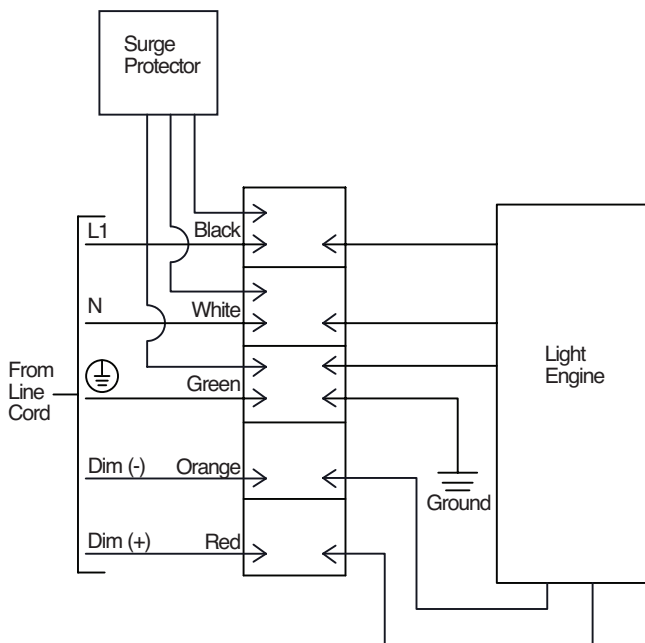 Surge
Protector
L1
Black
N
White
From
Line
Cord
Green
Light
Engine
Dim (-)
Orange
Ground
Dim (+)
Red